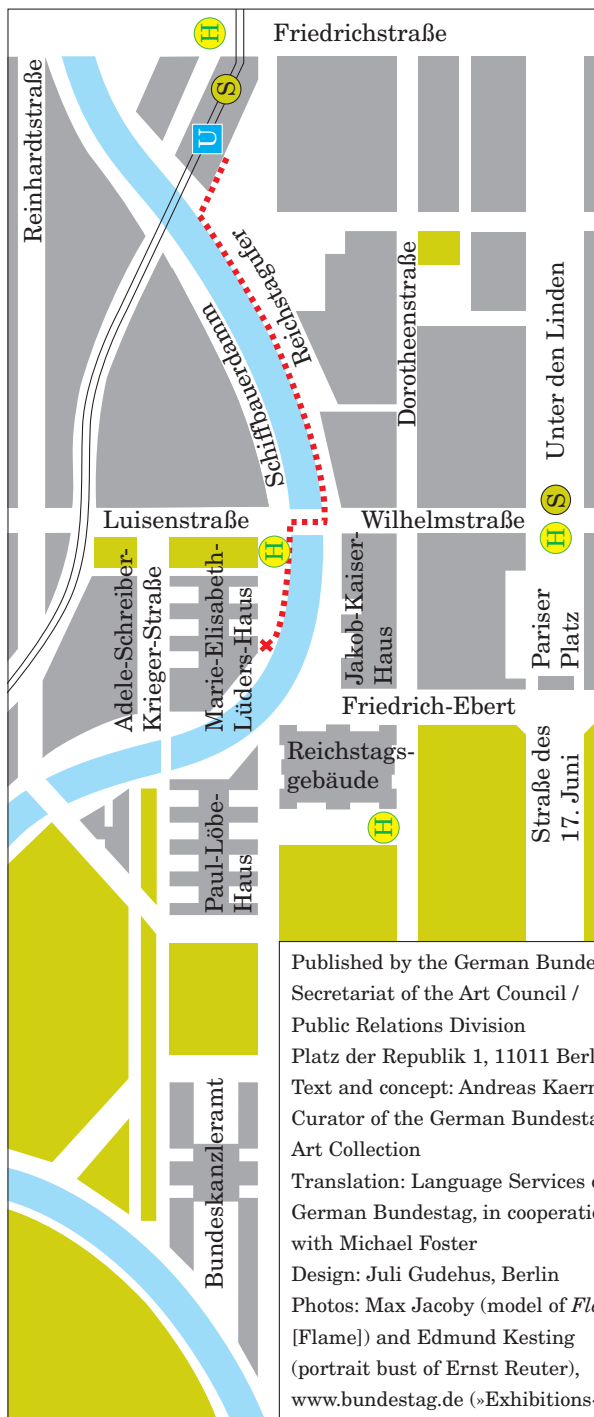 H
Friedrichstraße
Reinhardtstraße
S
U
Reichstagufer
Schiffbauerdamm
Dorotheenstraße
Unter den Linden
S
H
Luisenstraße
Wilhelmstraße
H
Adele-Schreiber-
Krieger-Straße
Marie-Elisabeth-
Lüders-Haus
Jakob-Kaiser-
Haus
Pariser
Platz
Friedrich-Ebert
Reichstags-
gebäude
H
Straße des
17. Juni
Paul-Löbe-
Haus
Bundeskanzleramt
Published by the German Bunde
Secretariat of the Art Council /
Public Relations Division
Platz der Republik 1, 11011 Berl
Text and concept: Andreas Kaern
Curator of the German Bundesta
Art Collection
Translation: Language Services o
German Bundestag, in cooperatio
with Michael Foster
Design: Juli Gudehus, Berlin
Photos: Max Jacoby (model of Fla
[Flame]) and Edmund Kesting
(portrait bust of Ernst Reuter),
www.bundestag.de (»Exhibitions-